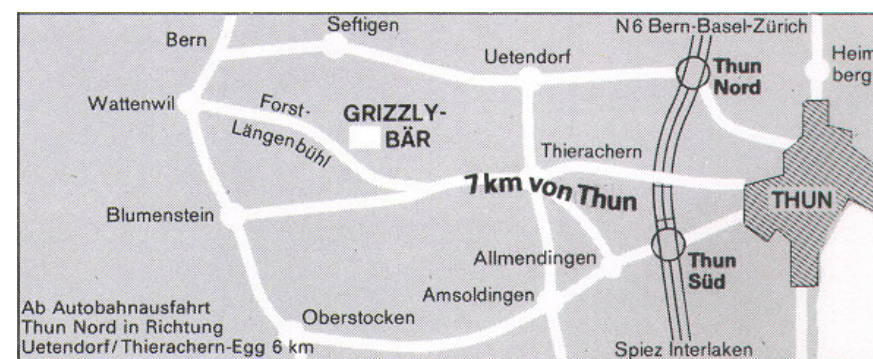 Seftigen
N6 Bern-Basel-Zürich
Bern
Uetendorf
Heim
berg
Thun
Nord
Wattenwil
Forst-
Längenbühl
GRIZZLY-
BÄR
Thierachern
7 km von Thun
THUN
Blumenstein
Allmendingen
Thun
Süd
Amsoldingen
Ab Autobahnausfahrt
Thun Nord in Richtung
Uetendorf/Thierachern-Egg 6 km
Oberstocken
Spiez Interlaken